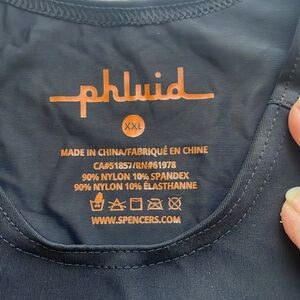 phluid
XXL
MADE IN CHINA/FABRIQUÉ EN CHINE
CA#51857/RN#61978
90% NYLON 10% SPANDEX
90% NYLON 10% ÉLASTHANNE
WWW.SPENCERS.COM